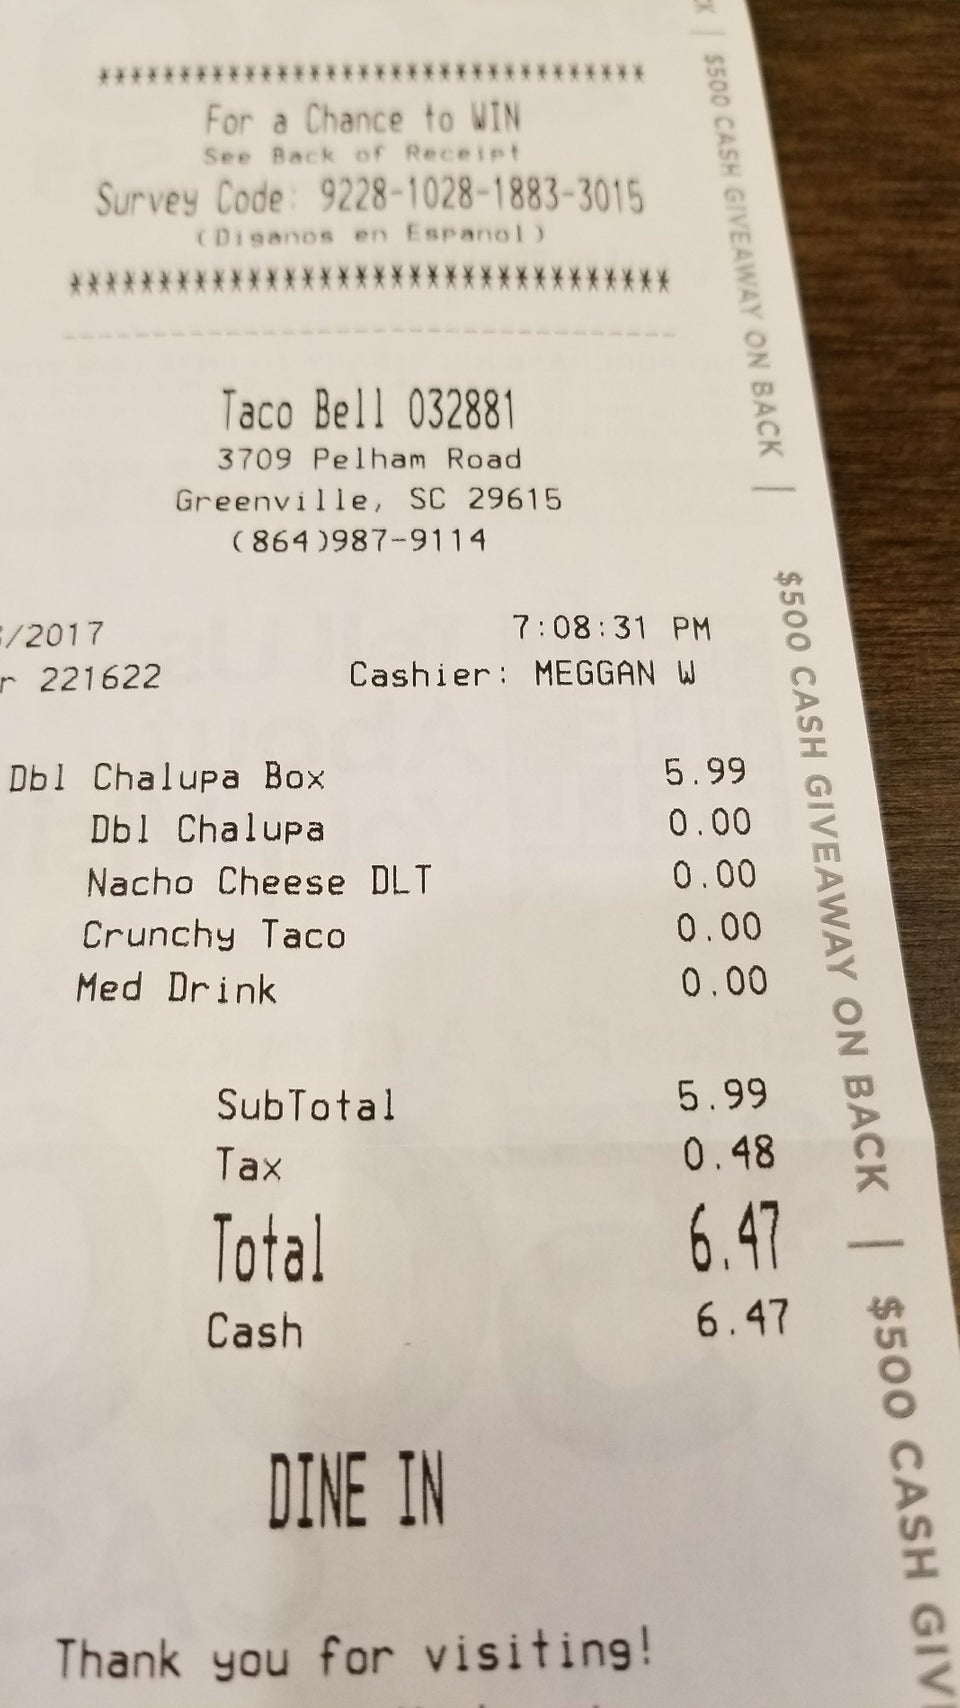 **********************************
For a Chance to WIN
See Back of Receipt
Survey Code: 9228-1028-1883-3015
(Diganos en Espanol)
**********************************
Taco Bell 032881
3709 Pelham Road
Greenville, SC 29615
(864)987-9114
/2017 7:08:31 PM
r 221622 Cashier: MEGGAN W
Dbl Chalupa Box 5.99
Dbl Chalupa 0.00
Nacho Cheese DLT 0.00
Crunchy Taco 0.00
Med Drink 0.00
SubTotal 5.99
Tax 0.48
Total 6.47
Cash 6.47
DINE IN
Thank you for visiting!
| $500 CASH GIVEAWAY ON BACK | $500 CASH GIVEAWAY ON BACK | $500 CASH GIV